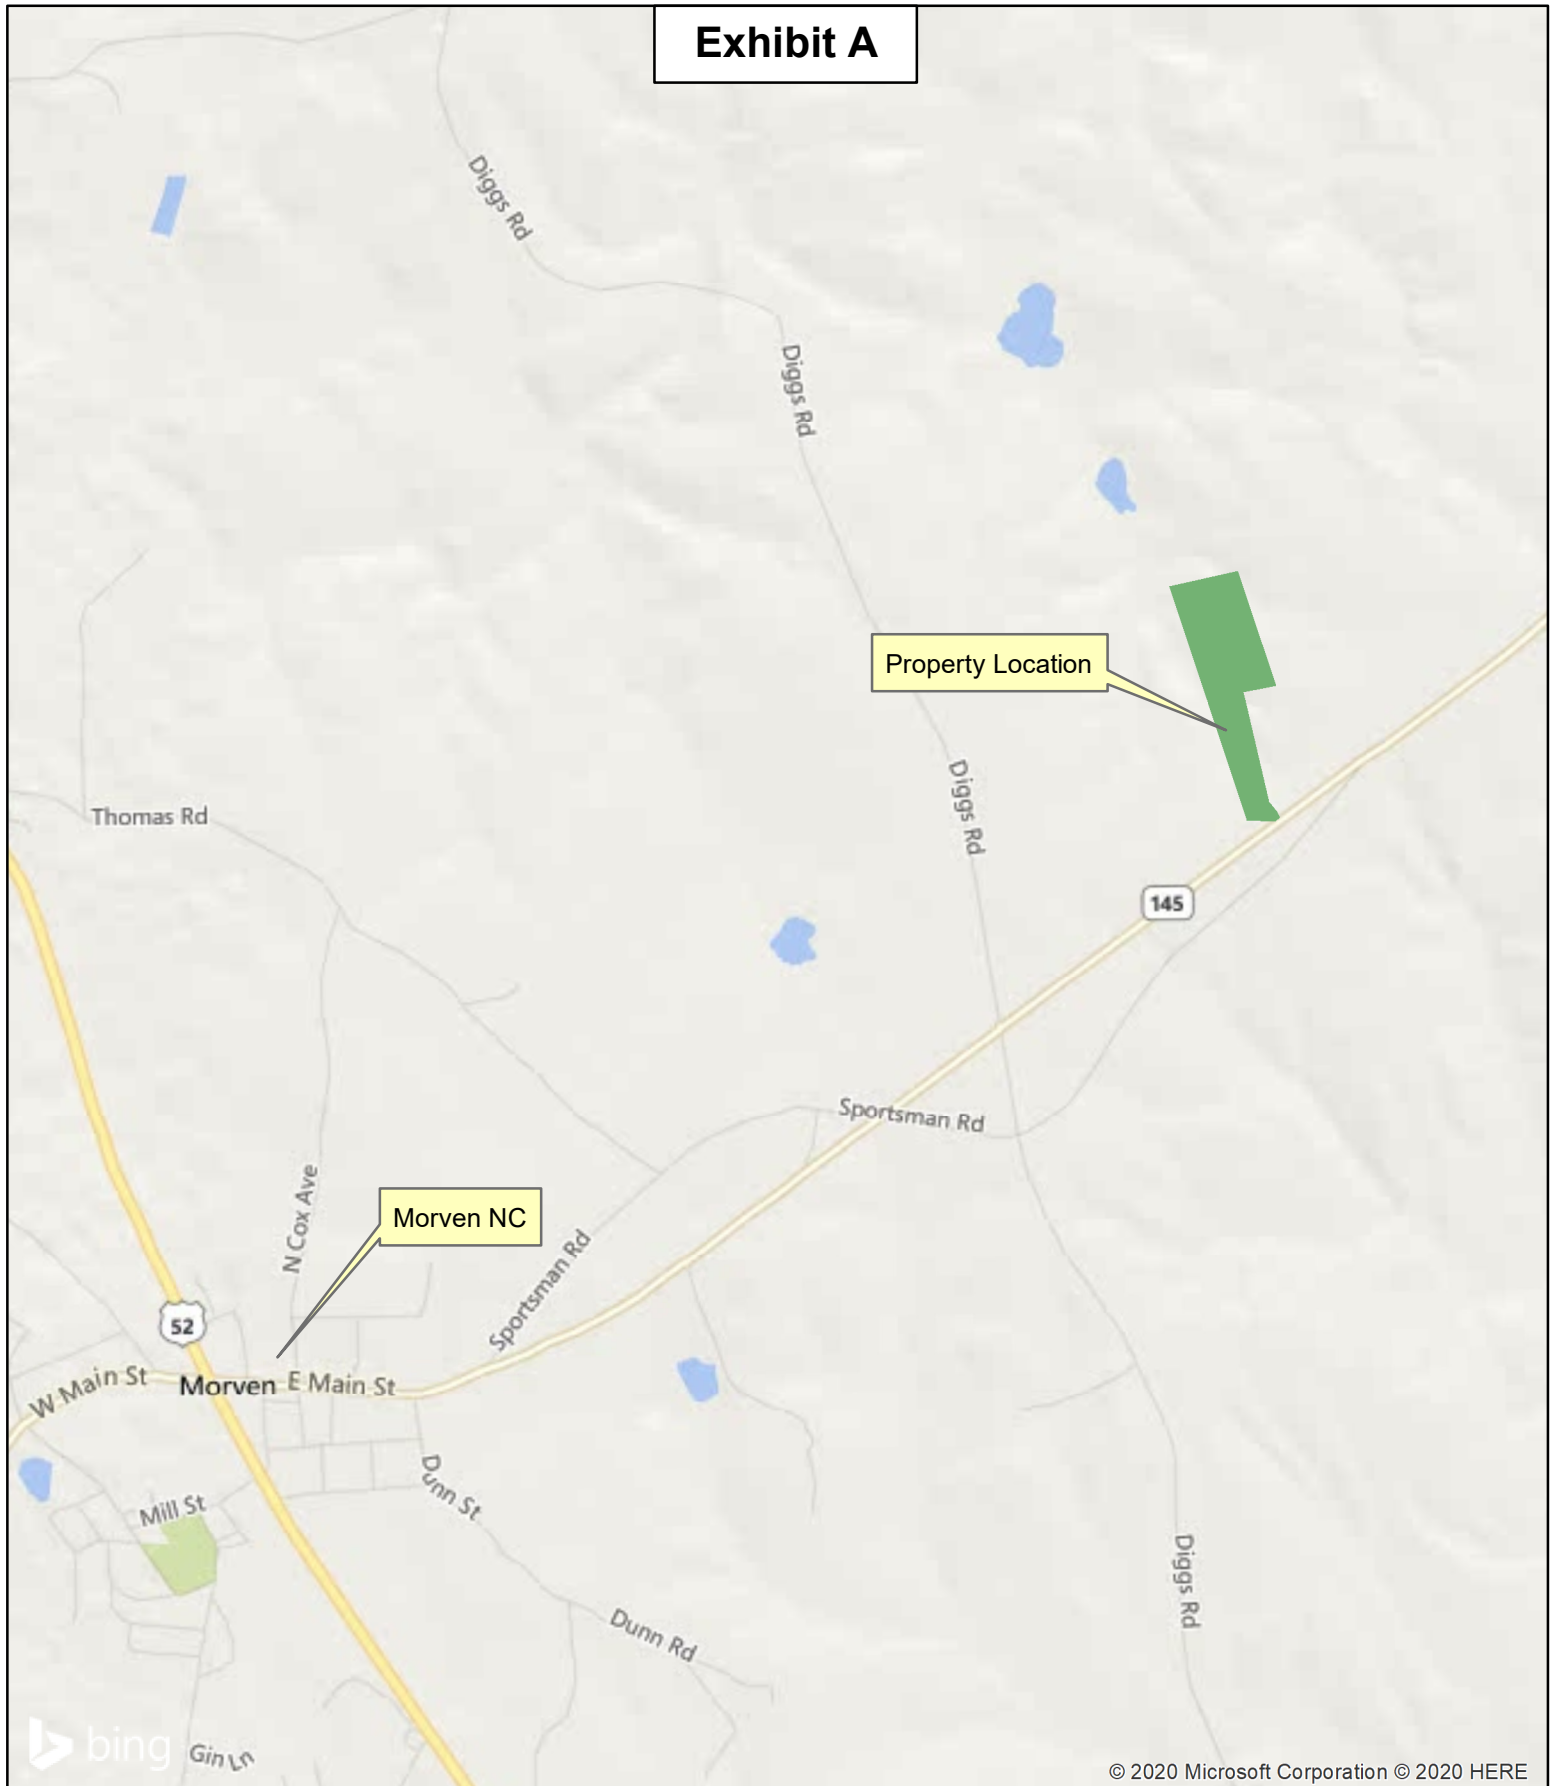 Exhibit A
Diggs Rd
Diggs Rd
Property Location
Diggs Rd
Thomas Rd
145
Sportsman Rd
N Cox Ave
Morven NC
Sportsman Rd
52
W Main St
Morven
E Main St
Dunn St
Mill St
Diggs Rd
Dunn Rd
bing
Gin Ln
© 2020 Microsoft Corporation © 2020 HERE